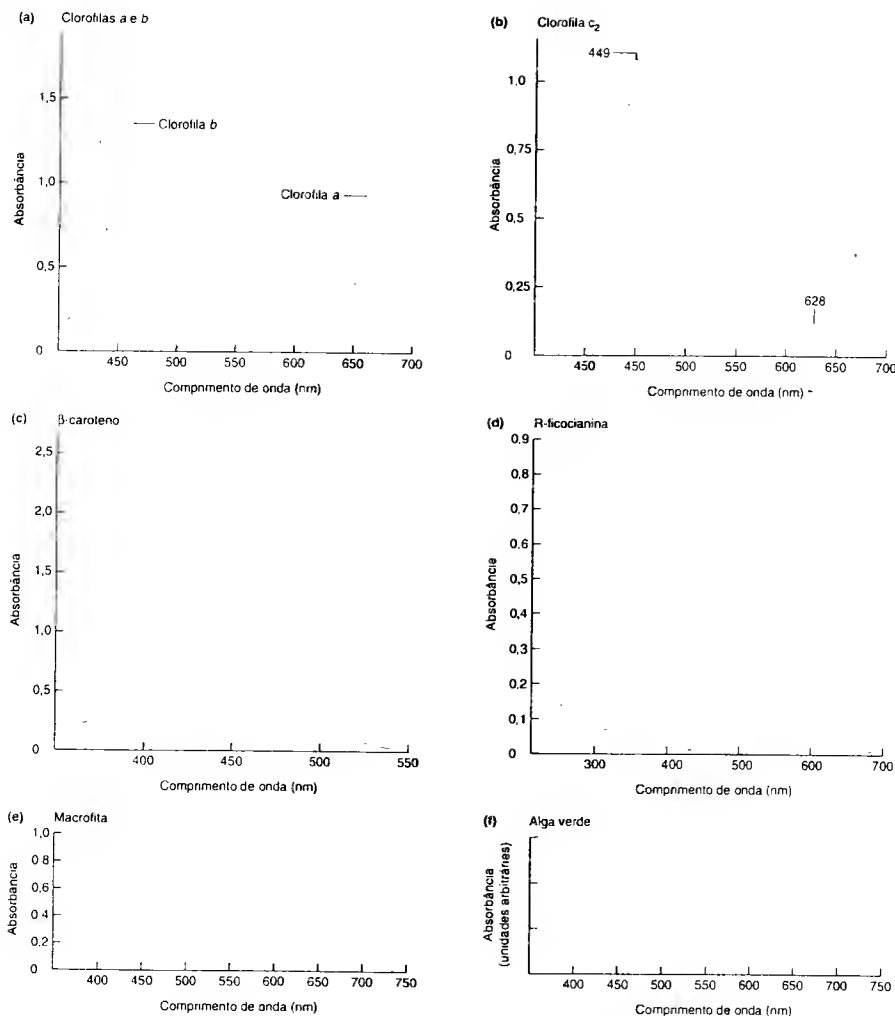 (a) Clorofilas a e b
Absorbância
1,5
1,0
0,5
0
Clorofila b
Clorofila a
450 500 550 600 650 700
Comprimento de onda (nm)
(b) Clorofila c2
Absorbância
1,0
0,75
0,5
0,25
0
449
628
450 450 500 550 600 650 700
Comprimento de onda (nm)
(c) β-caroteno
Absorbância
2,5
2,0
1,5
1,0
0,5
0
400 450 500 550
Comprimento de onda (nm)
(d) R-ficocianina
Absorbância
0,9
0,8
0,7
0,6
0,5
0,4
0,3
0,2
0,1
0
300 400 500 600 700
Comprimento de onda (nm)
(e) Macrofita
Absorbância
1,0
0.8
0.6
0.4
0.2
0
400 450 500 550 600 650 700 750
Comprimento de onda (nm)
(f) Alga verde
Absorbância
(unidades arbitráries)
400 450 500 550 600 650 700 750
Comprimento de onda (nm)